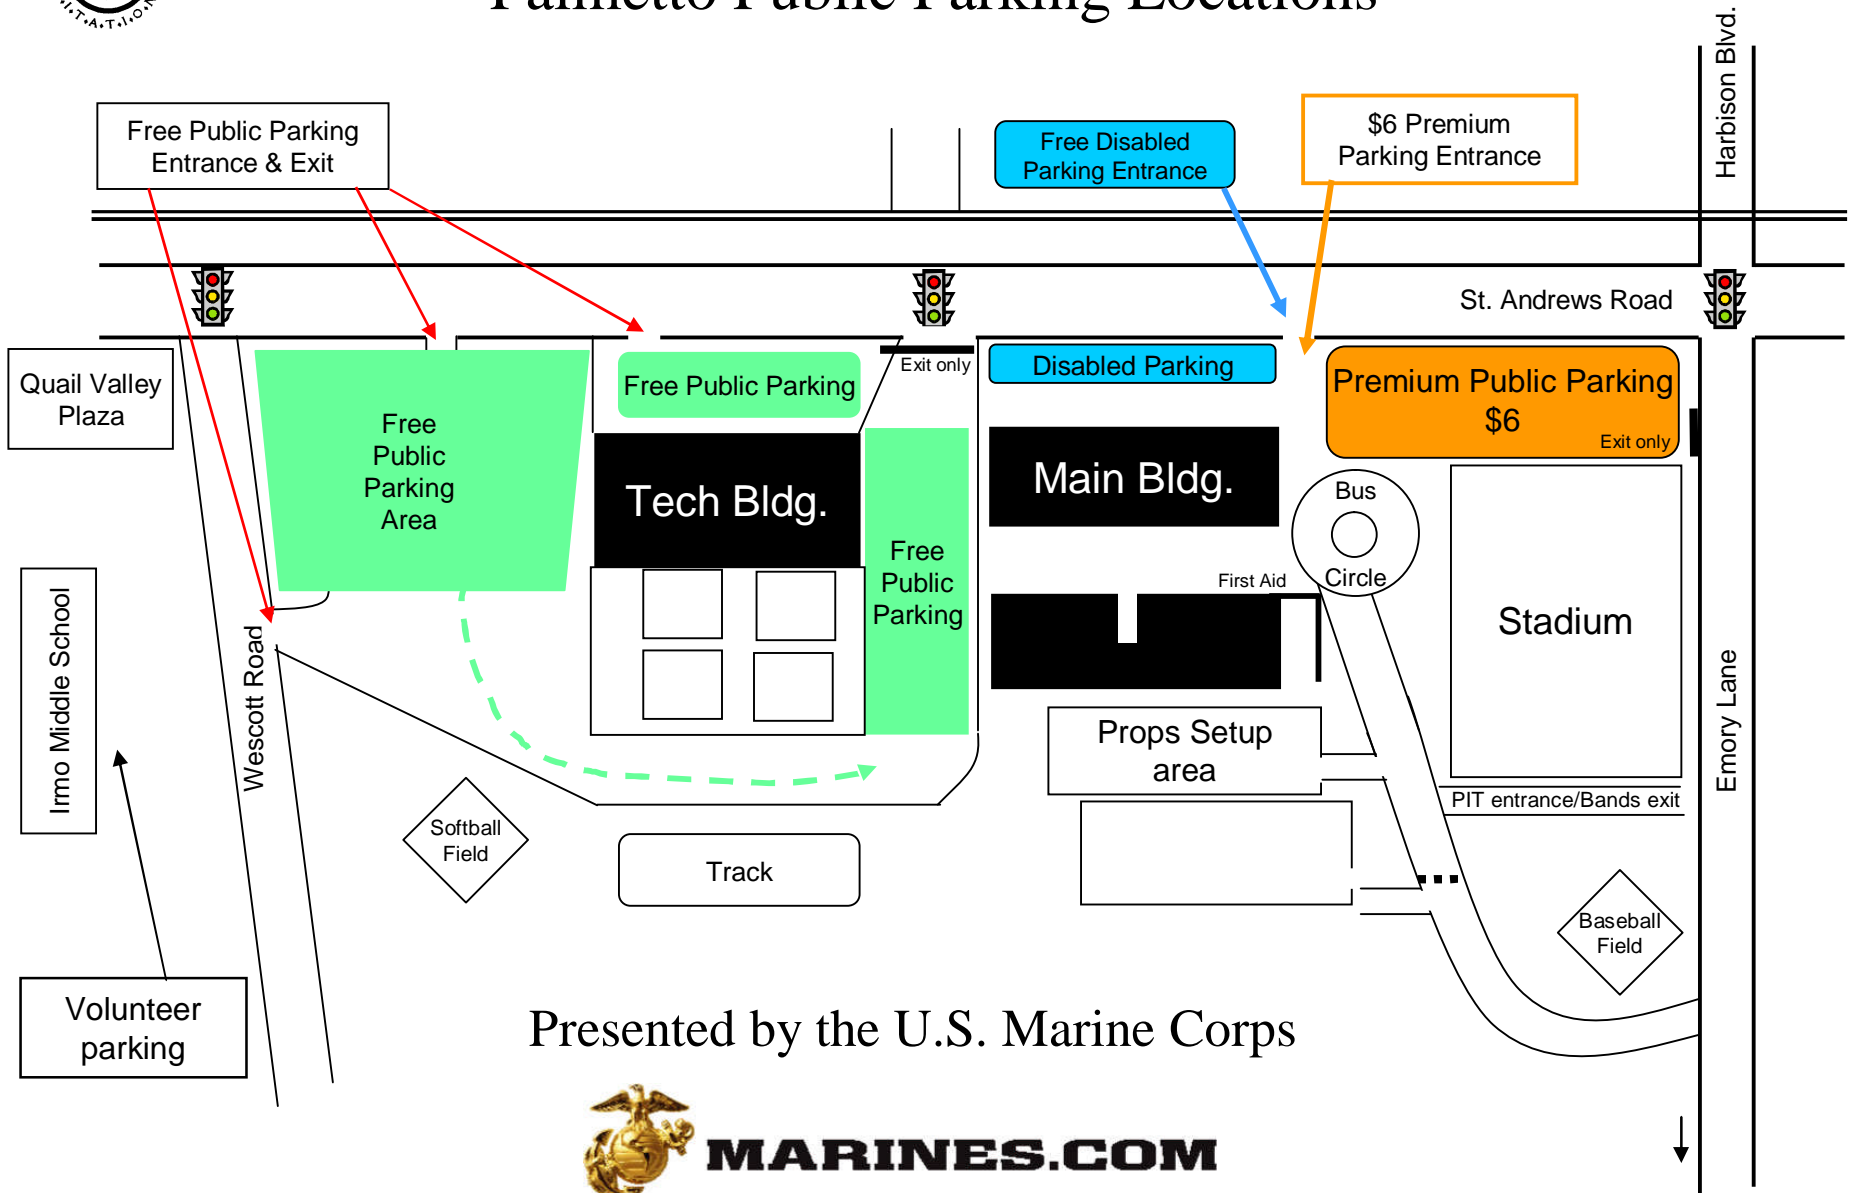 I.T.A.T.I.O.N
Palmetto Public Parking Locations
Harbison Blvd.
Free Public Parking
Entrance & Exit
Free Disabled
Parking Entrance
$6 Premium
Parking Entrance
St. Andrews Road
Quail Valley
Plaza
Free
Public
Parking
Area
Free Public Parking
Exit only
Disabled Parking
Premium Public Parking
$6
Exit only
Tech Bldg.
Main Bldg.
Bus
Circle
Free
Public
Parking
First Aid
Stadium
Irmo Middle School
Wescott Road
Emory Lane
Props Setup
area
PIT entrance/Bands exit
Softball
Field
Track
Baseball
Field
Volunteer
parking
Presented by the U.S. Marine Corps
MARINES.COM